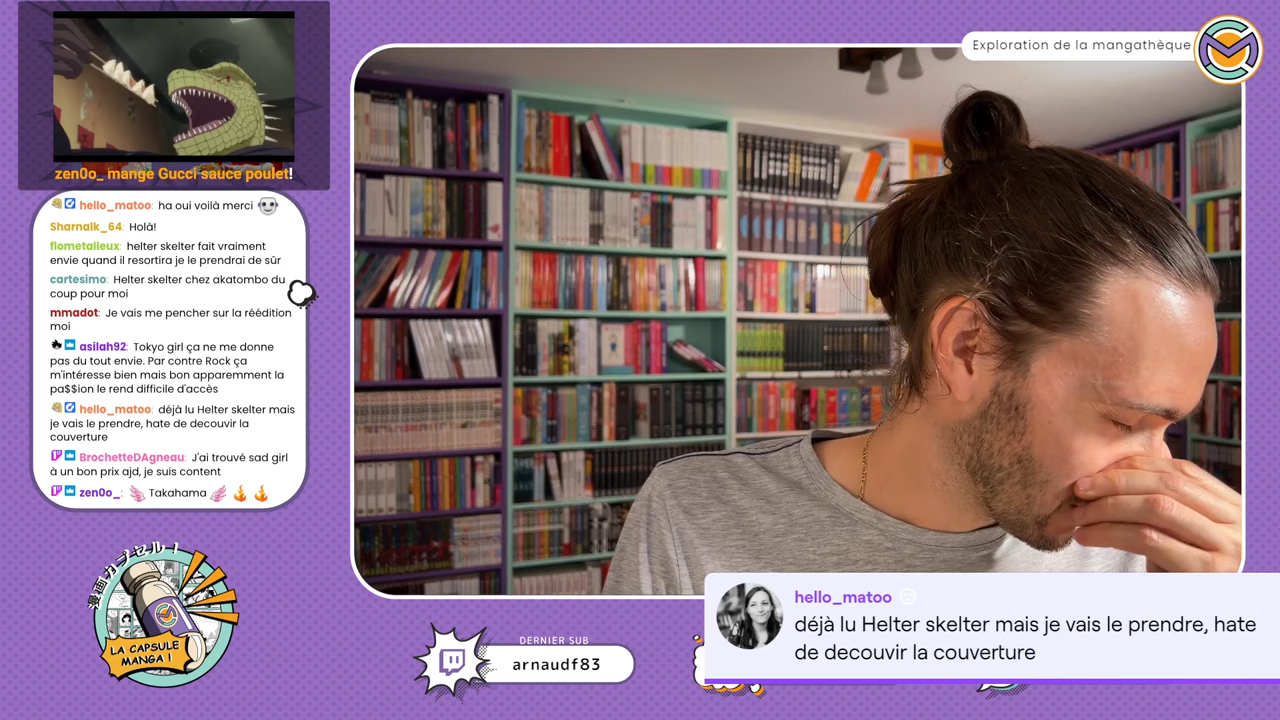 zen0o_ mange Gucci sauce poulet!
hello_matoo: ha oui voilà merci
Sharnalk_64: Holà!
flometalleux: helter skelter fait vraiment
envie quand il resortira je le prendrai de sûr
cartesimo: Helter skelter chez akatombo du
coup pour moi
mmadot: Je vais me pencher sur la réédition
moi
asilah92: Tokyo girl ça ne me donne
pas du tout envie. Par contre Rock ça
m'intéresse bien mais bon apparemment la
pa$$ion le rend difficile d'accès
hello_matoo: déjà lu Helter skelter mais
je vais le prendre, hate de decouvir la
couverture
BrochetteDAgneau: J'ai trouvé sad girl
à un bon prix ajd, je suis content
zen0o_: Takahama
漫画カプセル!
LA CAPSULE
MANGA !
Exploration de la mangathèque
DERNIER SUB
arnaudf83
hello_matoo
déjà lu Helter skelter mais je vais le prendre, hate
de decouvir la couverture